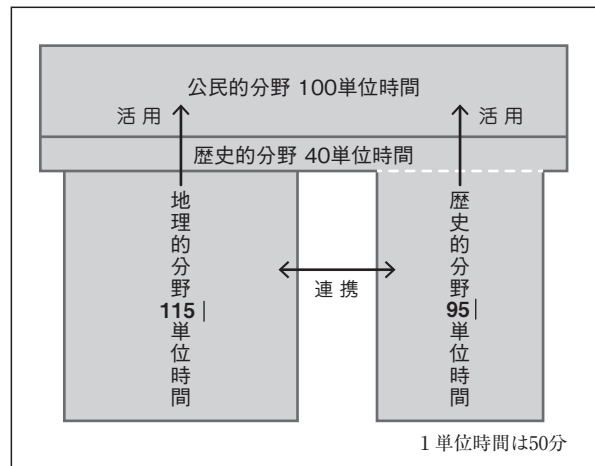 公民的分野 100単位時間
活用
活用
歴史的分野 40単位時間
地理的分野115単位時間
連携
歴史的分野95単位時間
1単位時間は50分